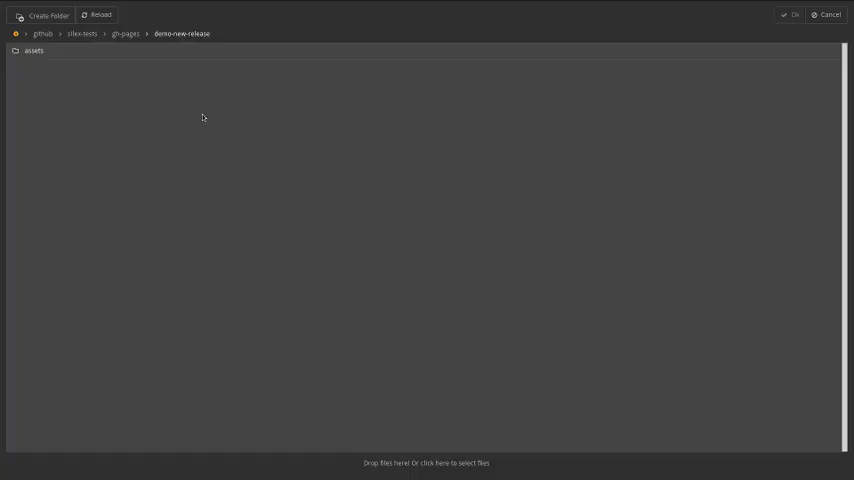 Create Folder Reload Ok Cancel
github › silex-tests › gh-pages › demo-new-release
assets
Drop files here! Or click here to select files